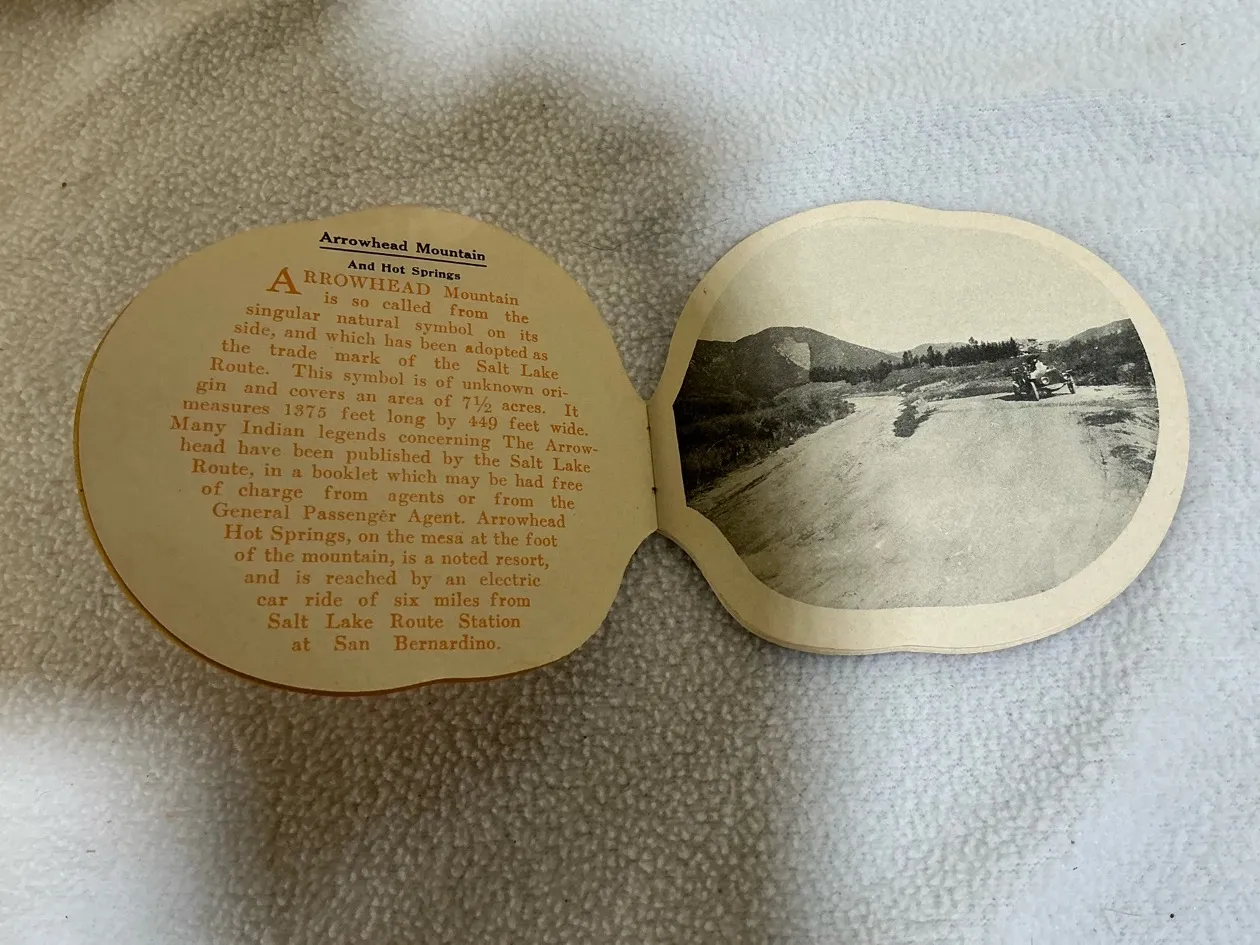 Arrowhead Mountain
And Hot Springs
ARROWHEAD Mountain
is so called from the
singular natural symbol on its
side, and which has been adopted as
the trade mark of the Salt Lake
Route. This symbol is of unknown ori-
gin and covers an area of 7½ acres. It
measures 1375 feet long by 449 feet wide.
Many Indian legends concerning The Arrow-
head have been published by the Salt Lake
Route, in a booklet which may be had free
of charge from agents or from the
General Passenger Agent. Arrowhead
Hot Springs, on the mesa at the foot
of the mountain, is a noted resort,
and is reached by an electric
car ride of six miles from
Salt Lake Route Station
at San Bernardino.